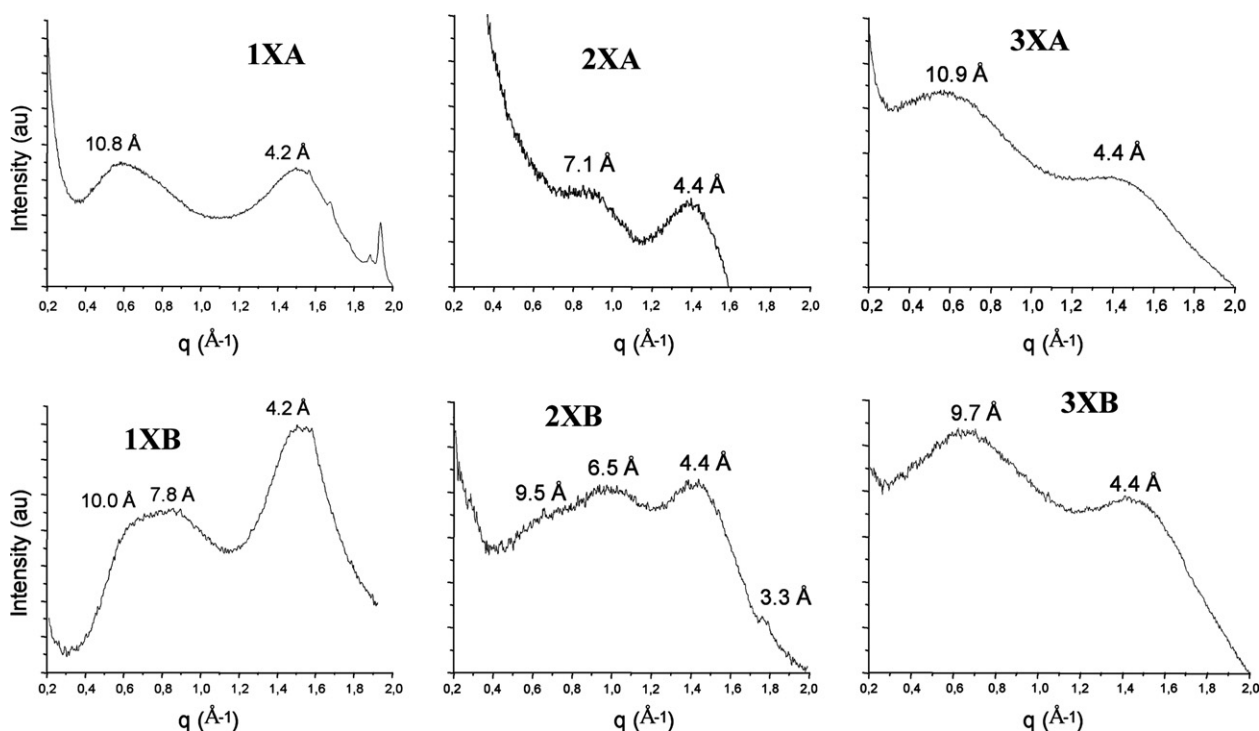 1XA
10.8 Å
4.2 Å
Intensity (au)
0,2 0,4 0,6 0,8 1,0 1,2 1,4 1,6 1,8 2,0
q (Å-1)
2XA
7.1 Å
4.4 Å
0,2 0,4 0,6 0,8 1,0 1,2 1,4 1,6 1,8 2,0
q (Å-1)
3XA
10.9 Å
4.4 Å
0,2 0,4 0,6 0,8 1,0 1,2 1,4 1,6 1,8 2,0
q (Å-1)
1XB
10.0 Å 7.8 Å
4.2 Å
Intensity (au)
0,2 0,4 0,6 0,8 1,0 1,2 1,4 1,6 1,8 2,0
q (Å-1)
2XB
9.5 Å
6.5 Å
4.4 Å
3.3 Å
0,2 0,4 0,6 0,8 1,0 1,2 1,4 1,6 1,8 2,0
q (Å-1)
3XB
9.7 Å
4.4 Å
0,2 0,4 0,6 0,8 1,0 1,2 1,4 1,6 1,8 2,0
q (Å-1)